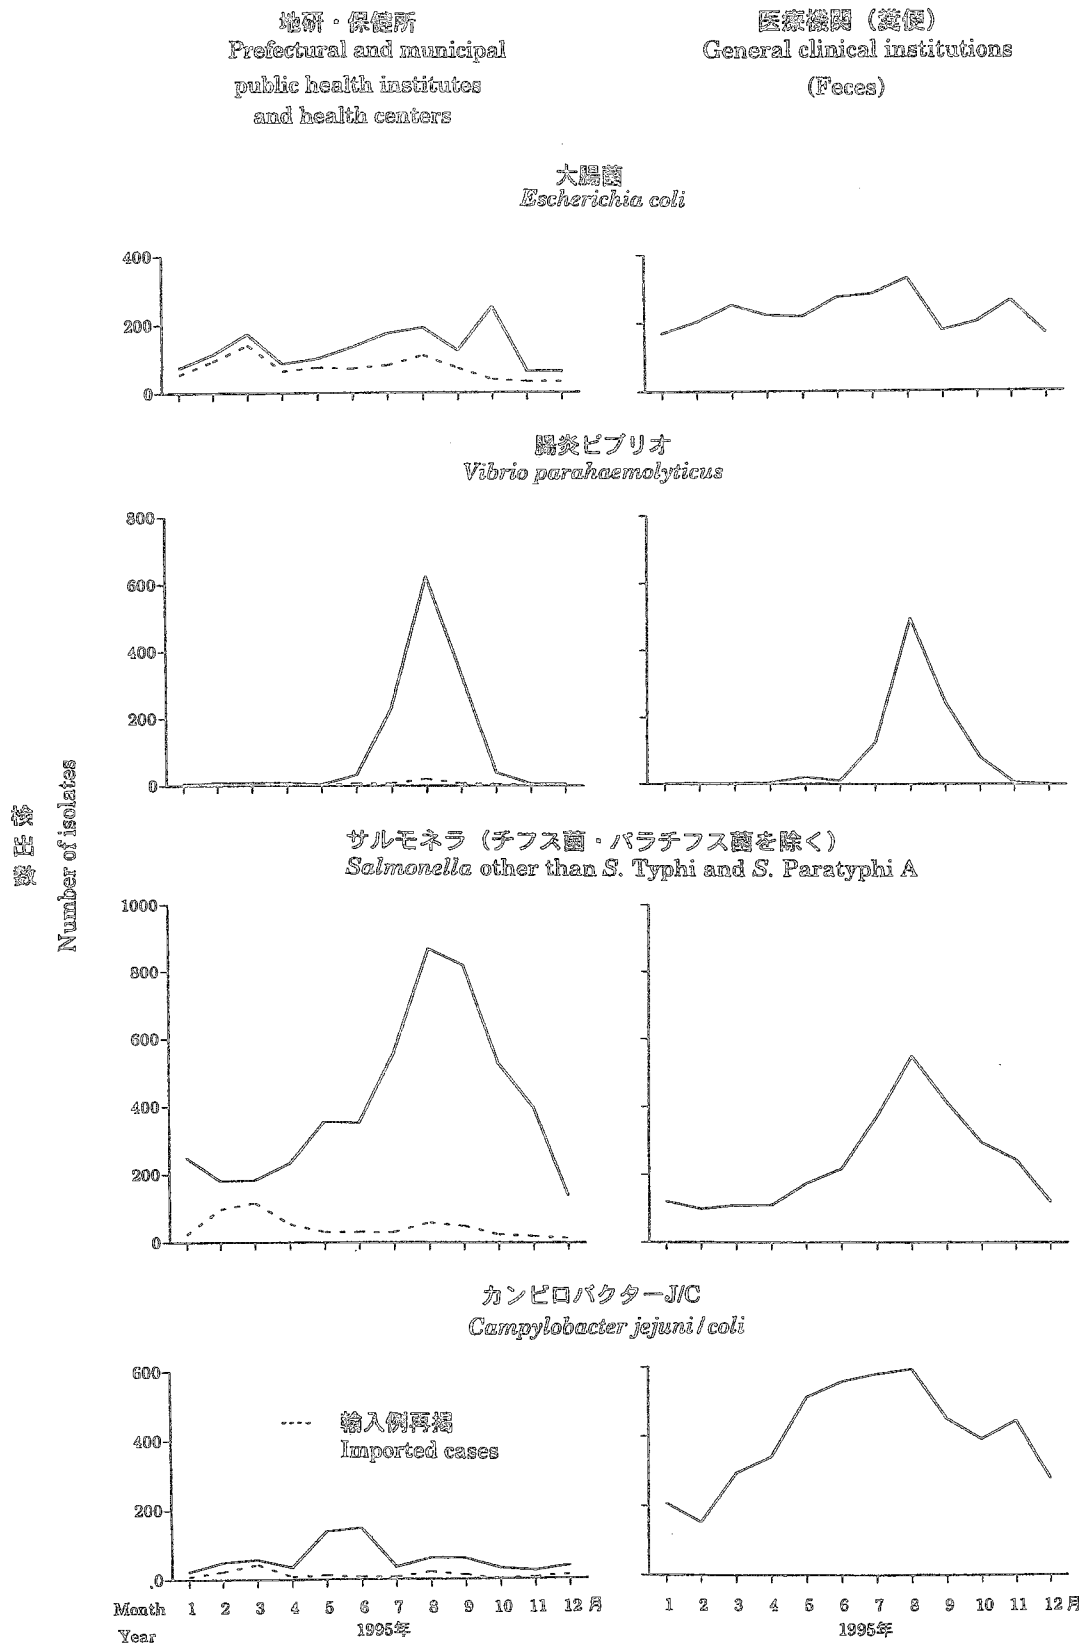 地研・保健所
Prefectural and municipal
public health institutes
and health centers
医療機関（糞便）
General clinical institutions
(Feces)
大腸菌
Escherichia coli
400
200
0
腸炎ビブリオ
Vibrio parahaemolyticus
800
600
400
200
0
検出数
Number of isolates
サルモネラ（チフス菌・パラチフス菌を除く）
Salmonella other than S. Typhi and S. Paratyphi A
1000
800
600
400
200
0
カンピロバクターJ/C
Campylobacter jejuni/coli
600
400
200
0
輸入例再掲
Imported cases
Month 1 2 3 4 5 6 7 8 9 10 11 12月
Year 1995年
1 2 3 4 5 6 7 8 9 10 11 12月
1995年